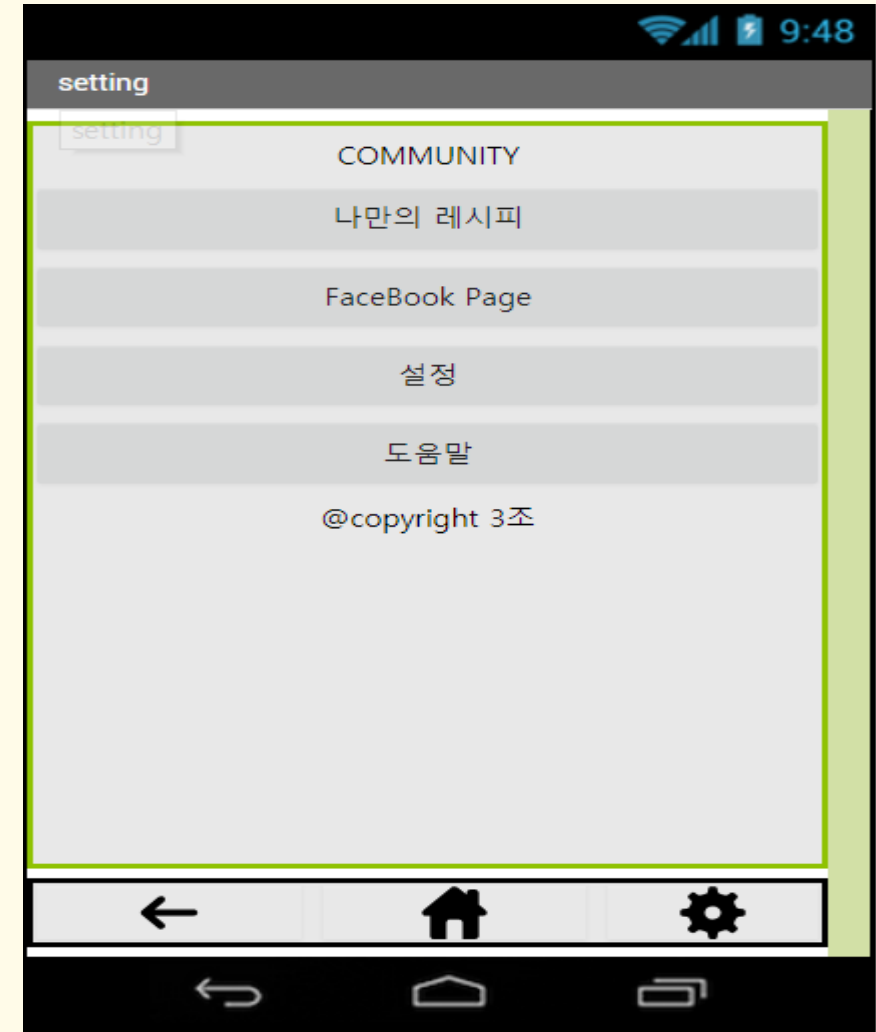 9:48
setting
setting
COMMUNITY
나만의 레시피
FaceBook Page
설정
도움말
@copyright 3조